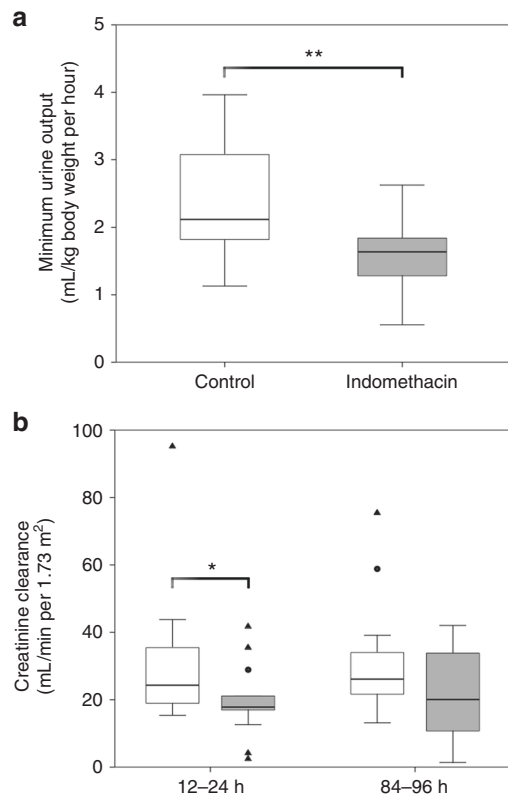 a
Minimum urine output
(mL/kg body weight per hour)
5
4
3
2
1
0
**
Control
Indomethacin
b
Creatinine clearance
(mL/min per 1.73 m²)
100
80
60
40
20
0
*
12–24 h
84–96 h